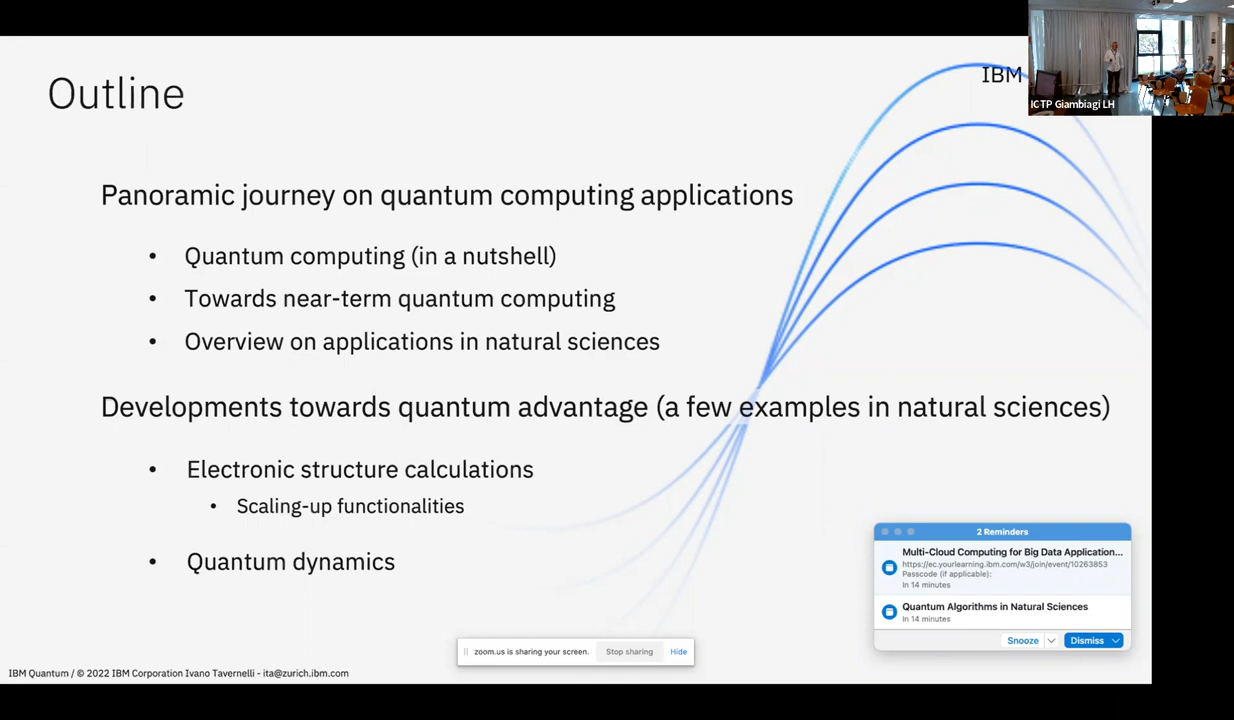 Outline
IBM
ICTP Giambiagi LH
Panoramic journey on quantum computing applications
• Quantum computing (in a nutshell)
• Towards near-term quantum computing
• Overview on applications in natural sciences
Developments towards quantum advantage (a few examples in natural sciences)
• Electronic structure calculations
• Scaling-up functionalities
• Quantum dynamics
2 Reminders
Multi-Cloud Computing for Big Data Application...
https://ec.yourlearning.ibm.com/w3/join/event/10263853
Passcode (if applicable):
In 14 minutes
Quantum Algorithms in Natural Sciences
In 14 minutes
Snooze
Dismiss
zoom.us is sharing your screen.
Stop sharing
Hide
IBM Quantum / © 2022 IBM Corporation Ivano Tavernelli - ita@zurich.ibm.com